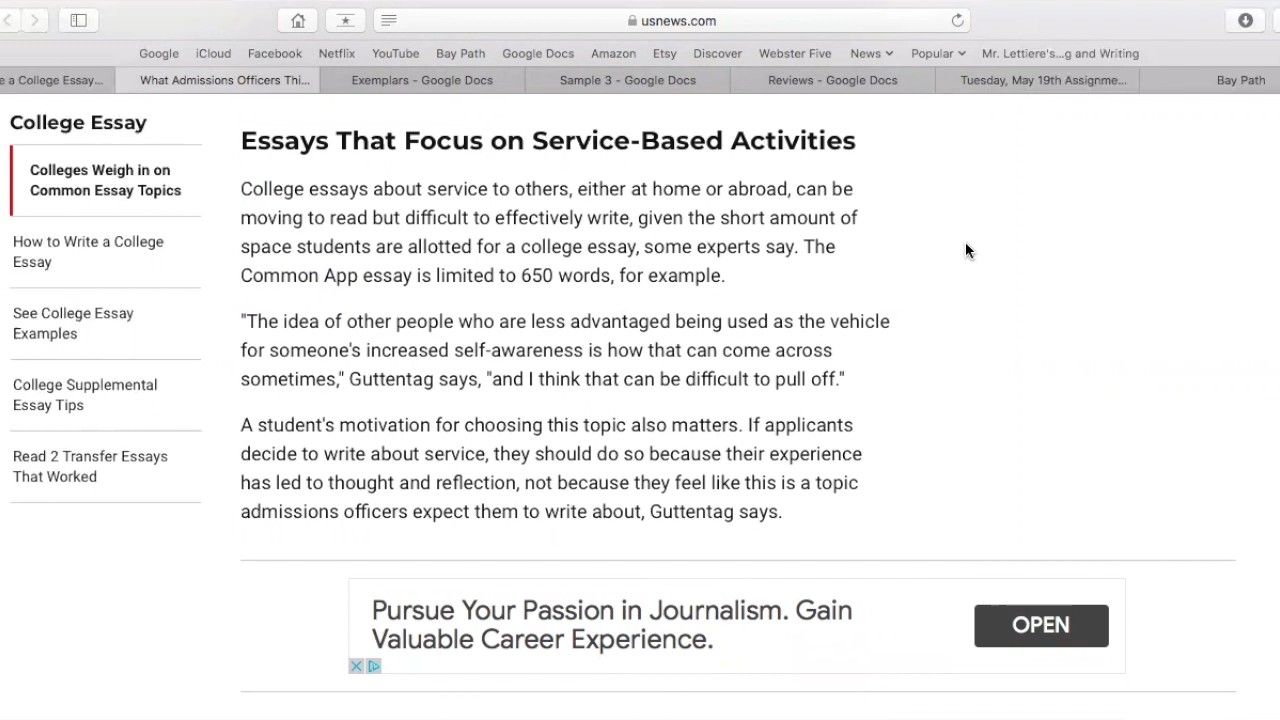 usnews.com
Google iCloud Facebook Netflix YouTube Bay Path Google Docs Amazon Etsy Discover Webster Five News Popular Mr. Lettiere's...g and Writing
e a College Essay... What Admissions Officers Thi... Exemplars - Google Docs Sample 3 - Google Docs Reviews - Google Docs Tuesday, May 19th Assignme... Bay Path
College Essay
Colleges Weigh in on
Common Essay Topics
How to Write a College
Essay
See College Essay
Examples
College Supplemental
Essay Tips
Read 2 Transfer Essays
That Worked
Essays That Focus on Service-Based Activities
College essays about service to others, either at home or abroad, can be
moving to read but difficult to effectively write, given the short amount of
space students are allotted for a college essay, some experts say. The
Common App essay is limited to 650 words, for example.
"The idea of other people who are less advantaged being used as the vehicle
for someone's increased self-awareness is how that can come across
sometimes," Guttentag says, "and I think that can be difficult to pull off."
A student's motivation for choosing this topic also matters. If applicants
decide to write about service, they should do so because their experience
has led to thought and reflection, not because they feel like this is a topic
admissions officers expect them to write about, Guttentag says.
Pursue Your Passion in Journalism. Gain
Valuable Career Experience.
OPEN